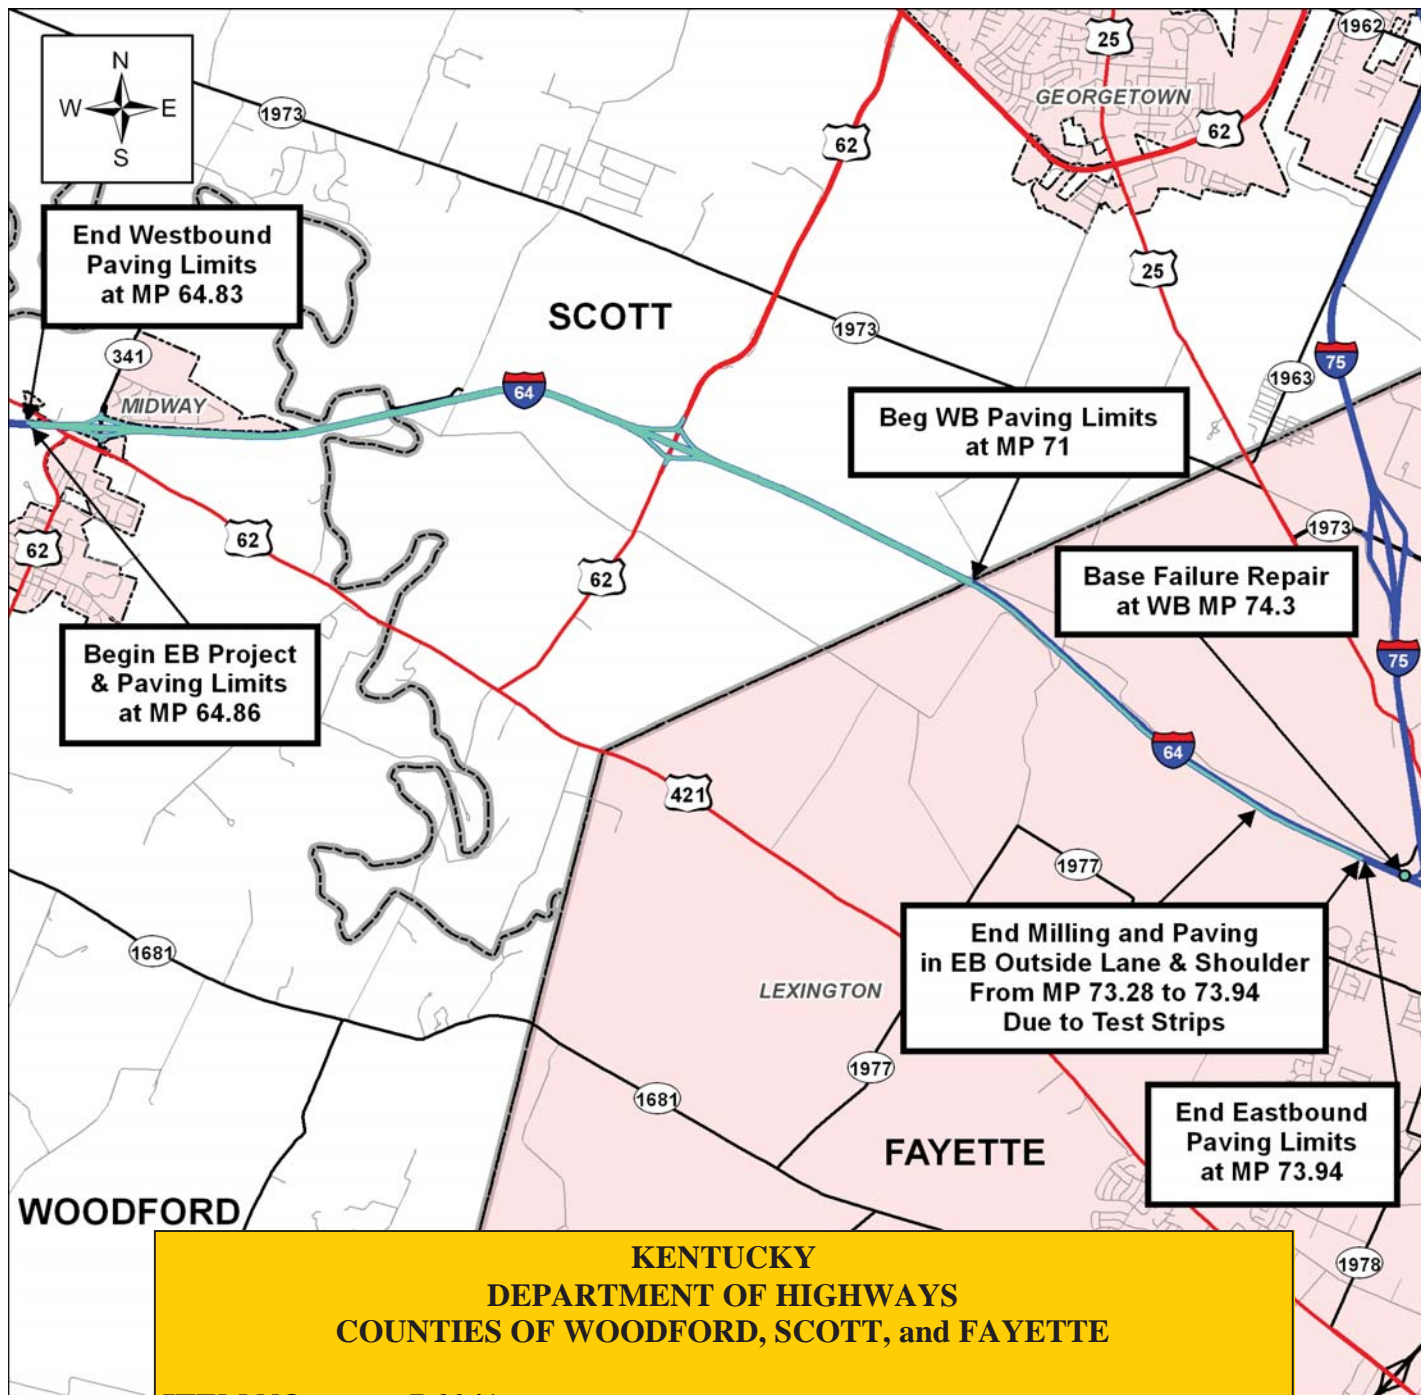 N
W E
S
1973
62
25
GEORGETOWN
62
1962
End Westbound
Paving Limits
at MP 64.83
25
SCOTT
1973
341
MIDWAY
64
75
1963
Beg WB Paving Limits
at MP 71
62
62
62
1973
Base Failure Repair
at WB MP 74.3
Begin EB Project
& Paving Limits
at MP 64.86
75
64
421
1977
1681
End Milling and Paving
in EB Outside Lane & Shoulder
From MP 73.28 to 73.94
Due to Test Strips
LEXINGTON
1977
1681
End Eastbound
Paving Limits
at MP 73.94
FAYETTE
WOODFORD
1978
KENTUCKY
DEPARTMENT OF HIGHWAYS
COUNTIES OF WOODFORD, SCOTT, and FAYETTE